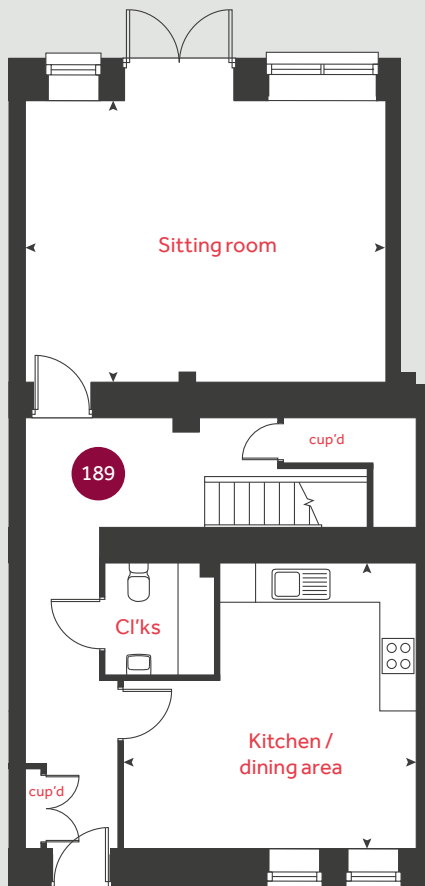 Sitting room
cup'd
189
Cl'ks
Kitchen /
dining area
cup'd